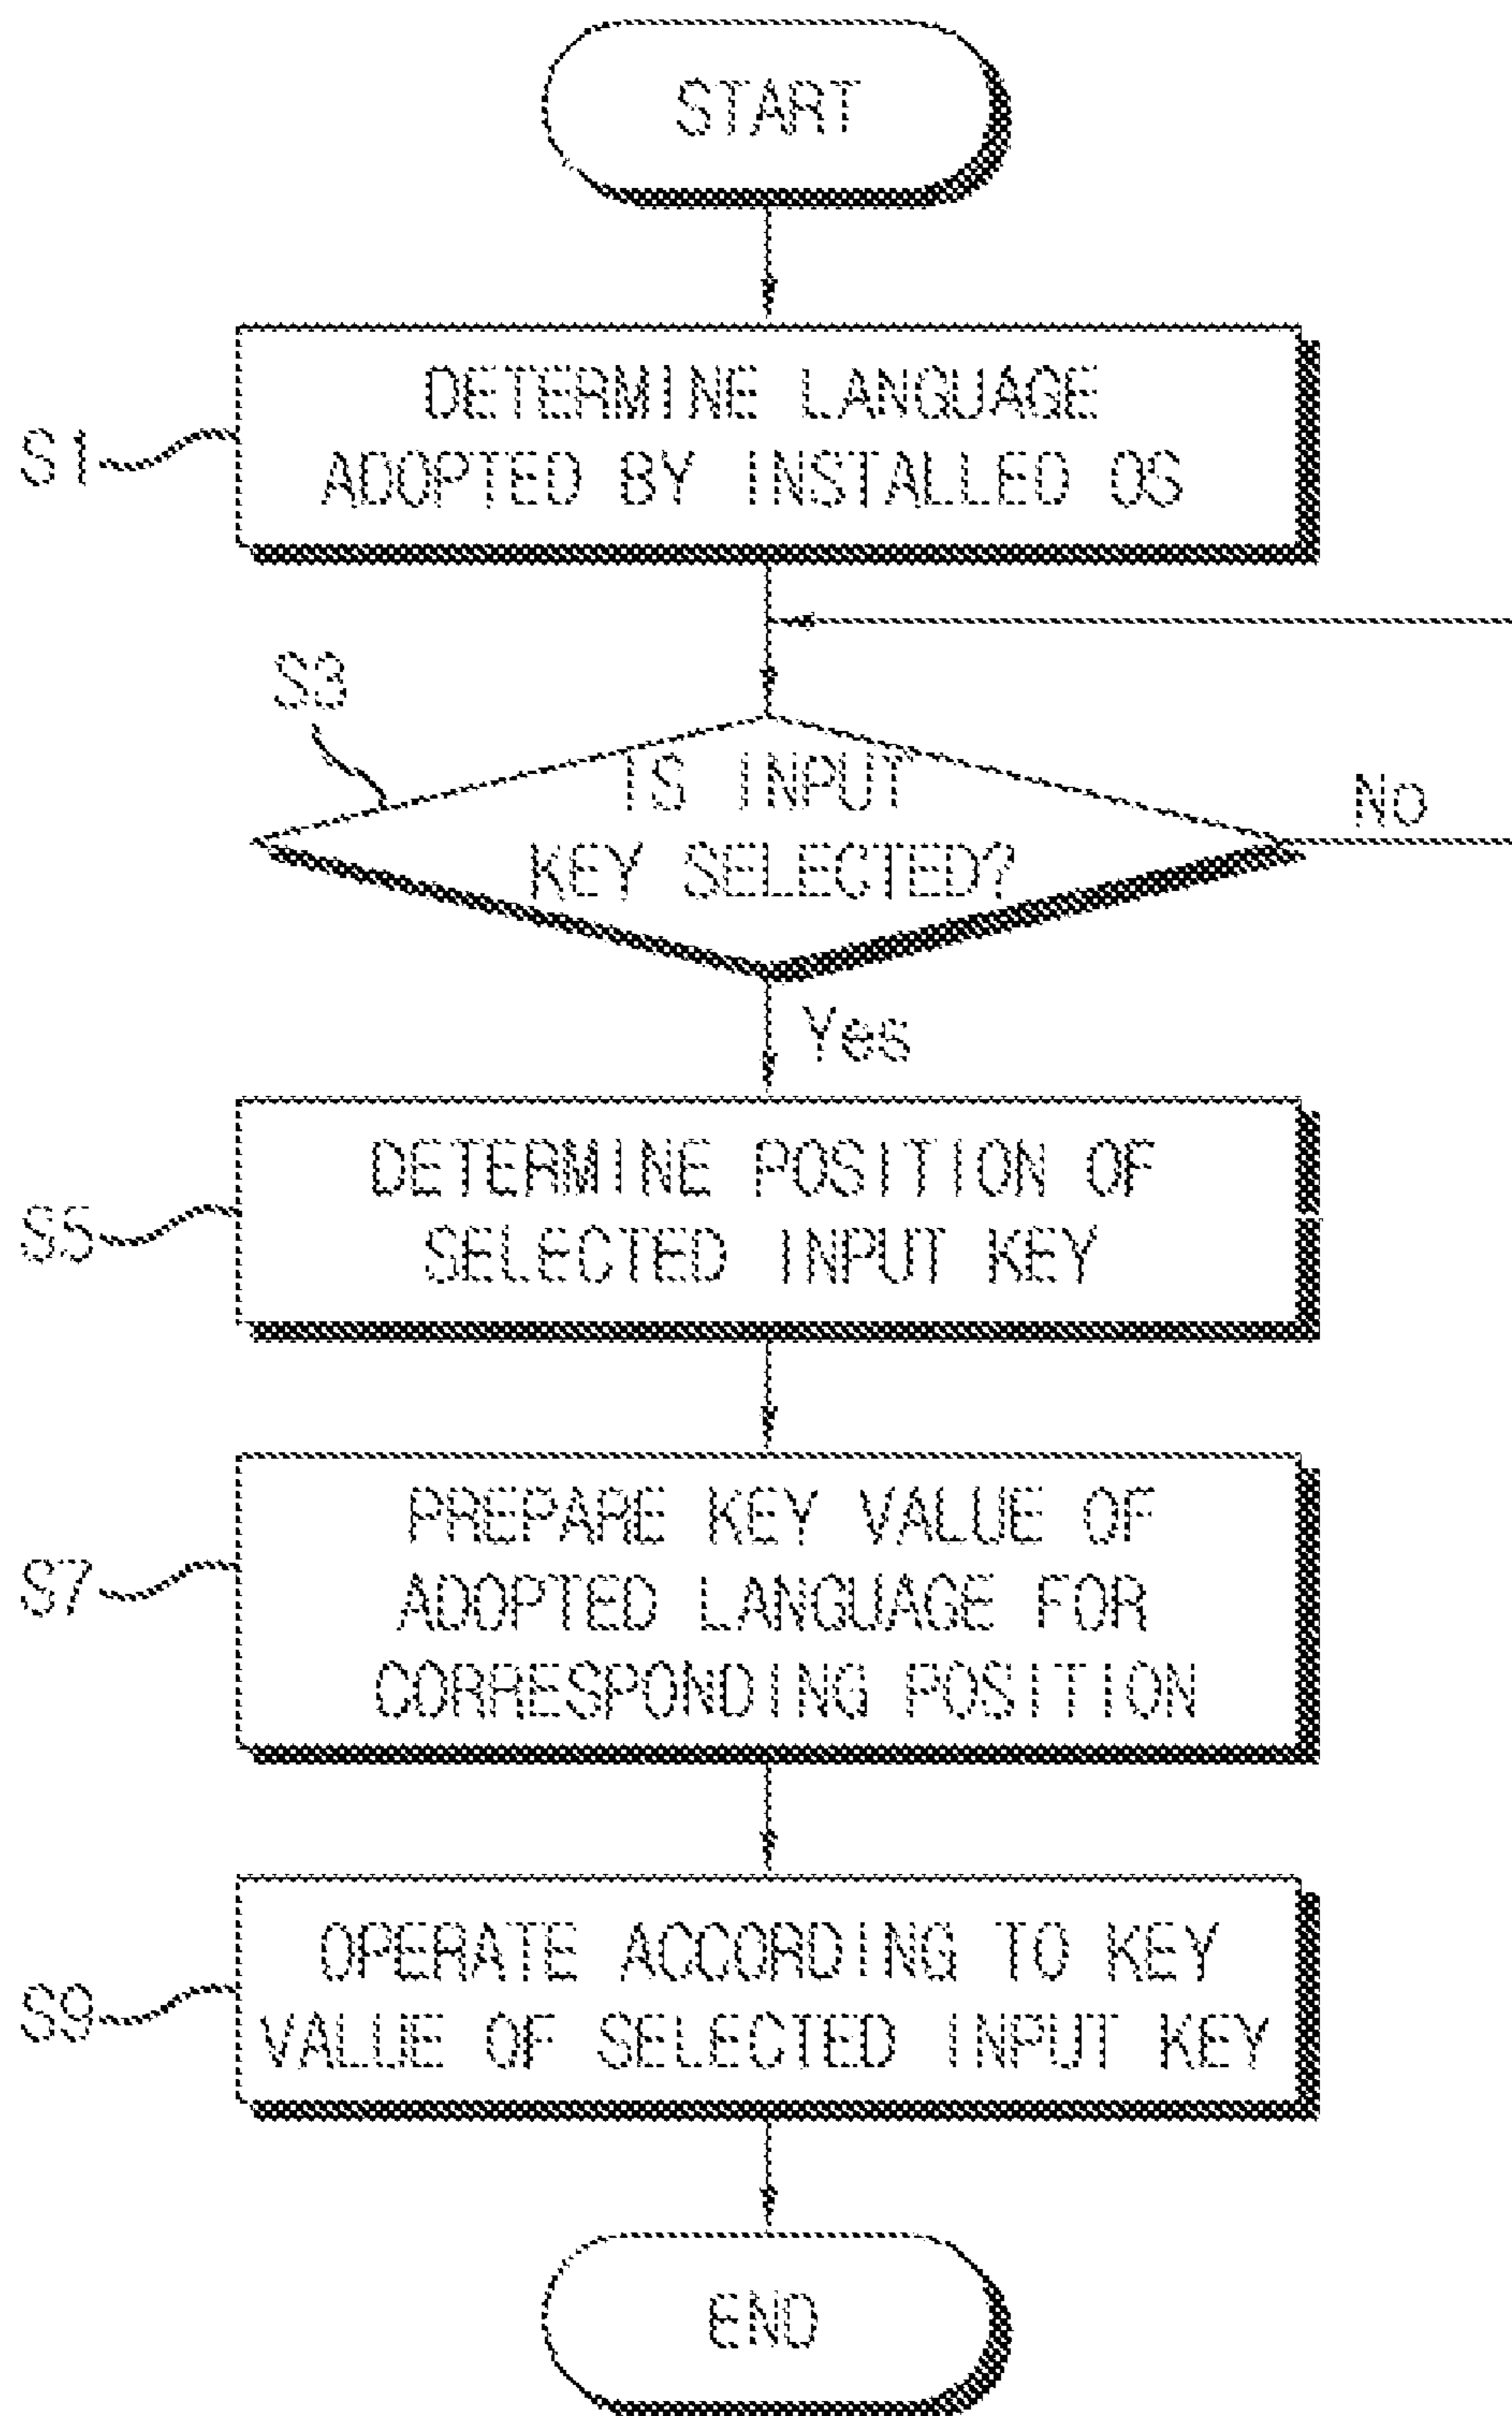 START
S1
DETERMINE LANGUAGE
ADOPTED BY INSTALLED OS
S3
IS INPUT
KEY SELECTED?
No
Yes
S5
DETERMINE POSITION OF
SELECTED INPUT KEY
S7
PREPARE KEY VALUE OF
ADOPTED LANGUAGE FOR
CORRESPONDING POSITION
S9
OPERATE ACCORDING TO KEY
VALUE OF SELECTED INPUT KEY
END